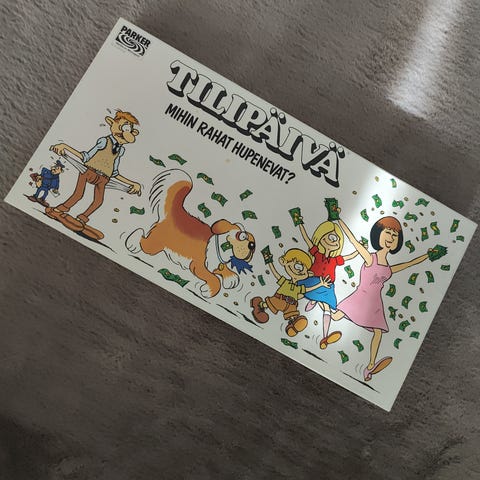 PARKER
TILIPÄIVÄ
MIHIN RAHAT HUPENEVAT?